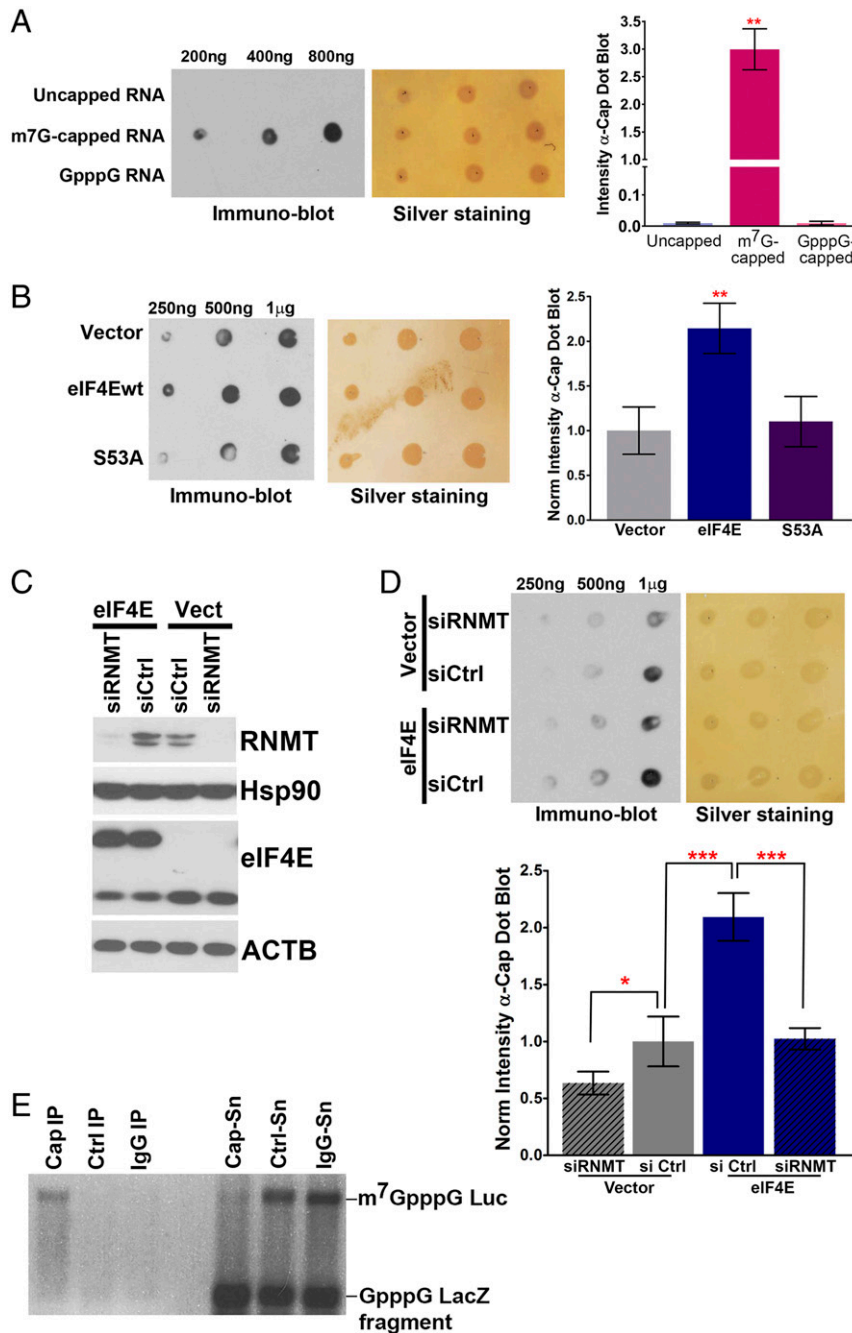 A
200ng 400ng 800ng
Uncapped RNA
m7G-capped RNA
GpppG RNA
Immuno-blot
Silver staining
Intensity α-Cap Dot Blot
3.5
3.0
2.5
2.0
1.5
1.0
0.1
0.0
**
Uncapped
m⁷G-
capped
GpppG-
capped
B
250ng 500ng 1μg
Vector
eIF4Ewt
S53A
Immuno-blot
Silver staining
Norm Intensity α-Cap Dot Blot
2.5
2.0
1.5
1.0
0.5
0.0
**
Vector
eIF4E
S53A
C
eIF4E Vect
siRNMT
siCtrl
siCtrl
siRNMT
RNMT
Hsp90
eIF4E
ACTB
D
250ng 500ng 1μg
Vector
siRNMT
siCtrl
eIF4E
siRNMT
siCtrl
Immuno-blot
Silver staining
Norm Intensity α-Cap Dot Blot
2.5
2.0
1.5
1.0
0.5
0.0
*
***
***
siRNMT si Ctrl si Ctrl siRNMT
Vector eIF4E
E
Cap IP
Ctrl IP
IgG IP
Cap-Sn
Ctrl-Sn
IgG-Sn
m⁷GpppG Luc
GpppG LacZ
fragment